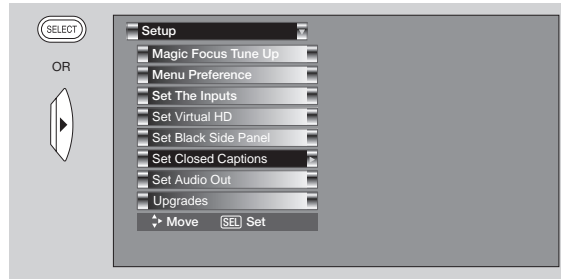 SELECT
OR
Setup
Magic Focus Tune Up
Menu Preference
Set The Inputs
Set Virtual HD
Set Black Side Panel
Set Closed Captions
Set Audio Out
Upgrades
Move SEL Set